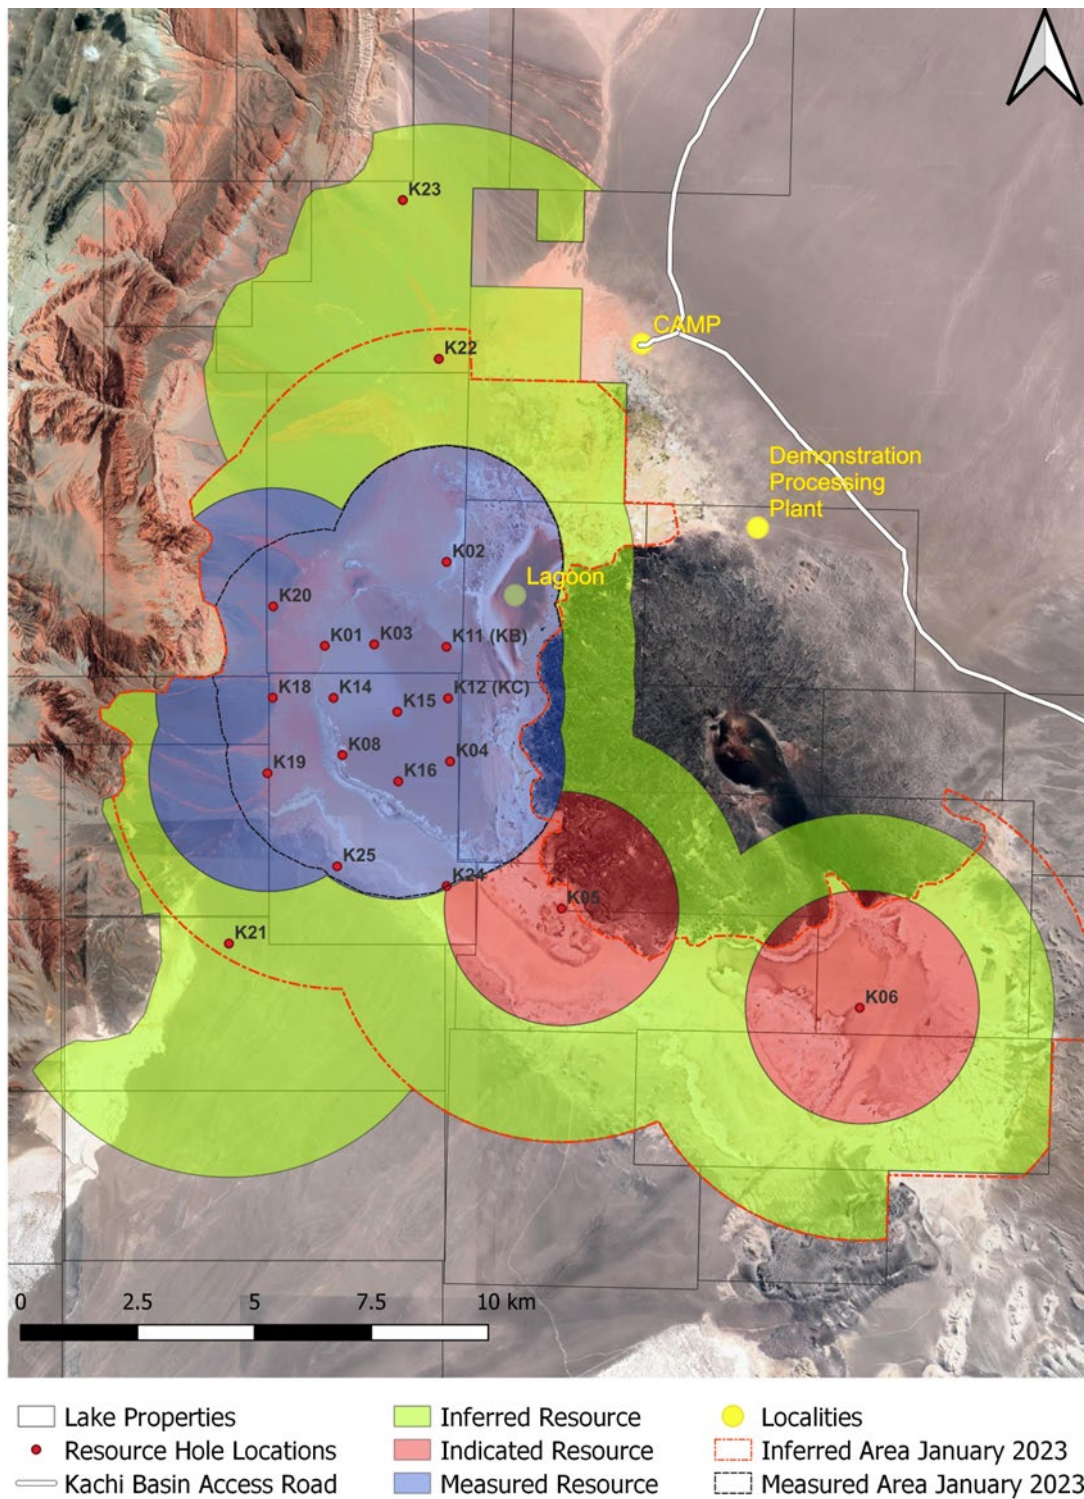 K23
CAMP
K22
Demonstration
Processing
Plant
K02
Lagoon
K20
K01
K03
K11 (KB)
K18
K14
K15
K12 (KC)
K08
K04
K19
K16
K25
K24
K05
K21
K06
0 2.5 5 7.5 10 km
Lake Properties Inferred Resource Localities
Resource Hole Locations Indicated Resource Inferred Area January 2023
Kachi Basin Access Road Measured Resource Measured Area January 2023